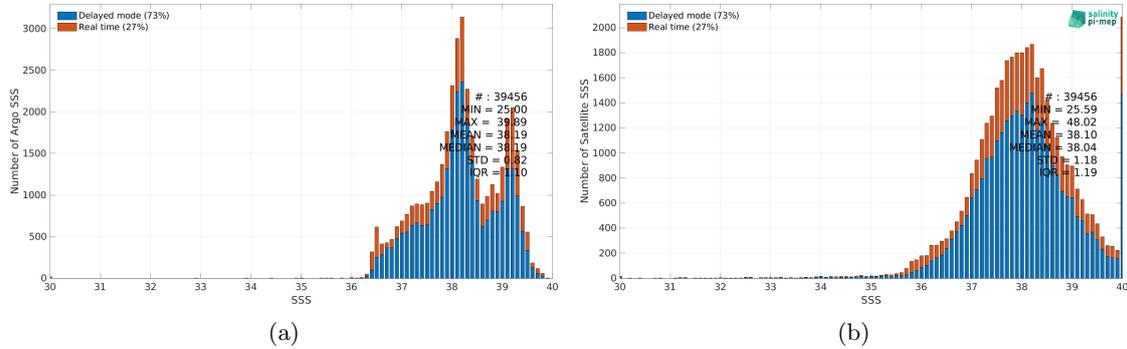 Delayed mode (73%)
Real time (27%)
3000
2500
2000
1500
1000
500
0
Number of Argo SSS
# : 39456
MIN = 25.00
MAX = 39.89
MEAN = 38.19
MEDIAN = 38.19
STD = 0.82
IQR = 1.10
30 31 32 33 34 35 36 37 38 39 40
SSS
(a)
Delayed mode (73%)
Real time (27%)
salinity
pi-mep
2000
1800
1600
1400
1200
1000
800
600
400
200
0
Number of Satellite SSS
# : 39456
MIN = 25.59
MAX = 48.02
MEAN = 38.10
MEDIAN = 38.04
STD = 1.18
IQR = 1.19
30 31 32 33 34 35 36 37 38 39 40
SSS
(b)